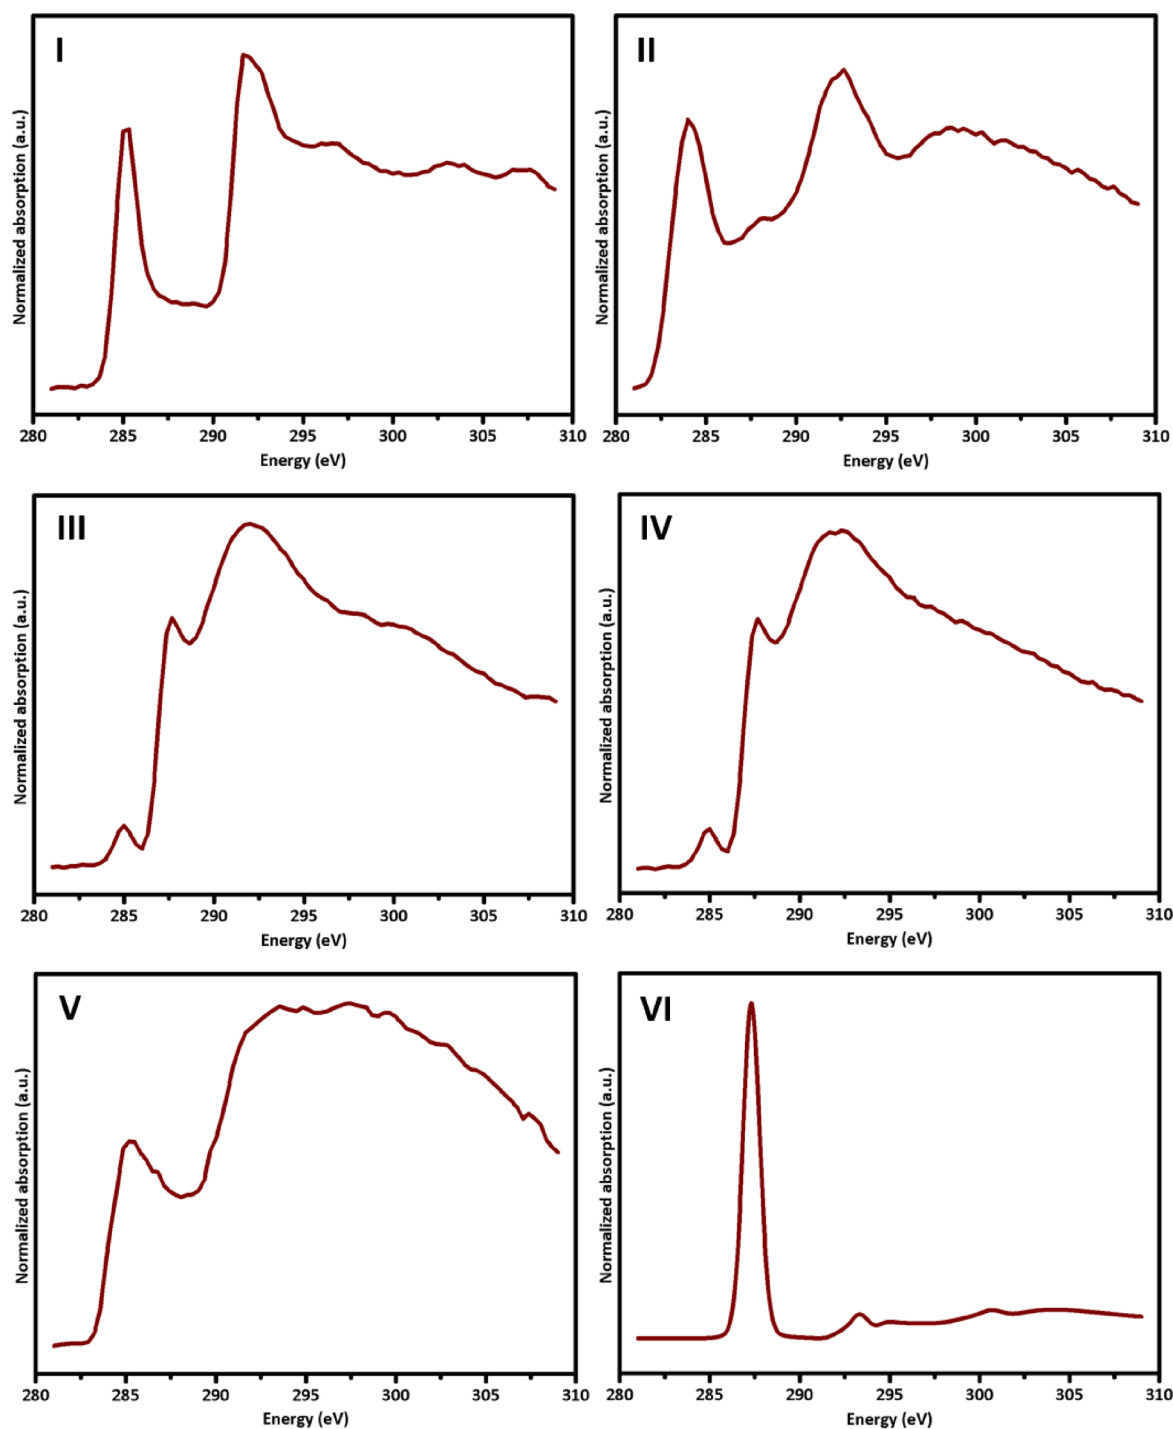 I
Normalized absorption (a.u.)
280 285 290 295 300 305 310
Energy (eV)
II
Normalized absorption (a.u.)
280 285 290 295 300 305 310
Energy (eV)
III
Normalized absorption (a.u.)
280 285 290 295 300 305 310
Energy (eV)
IV
Normalized absorption (a.u.)
280 285 290 295 300 305 310
Energy (eV)
V
Normalized absorption (a.u.)
280 285 290 295 300 305 310
Energy (eV)
VI
Normalized absorption (a.u.)
280 285 290 295 300 305 310
Energy (eV)